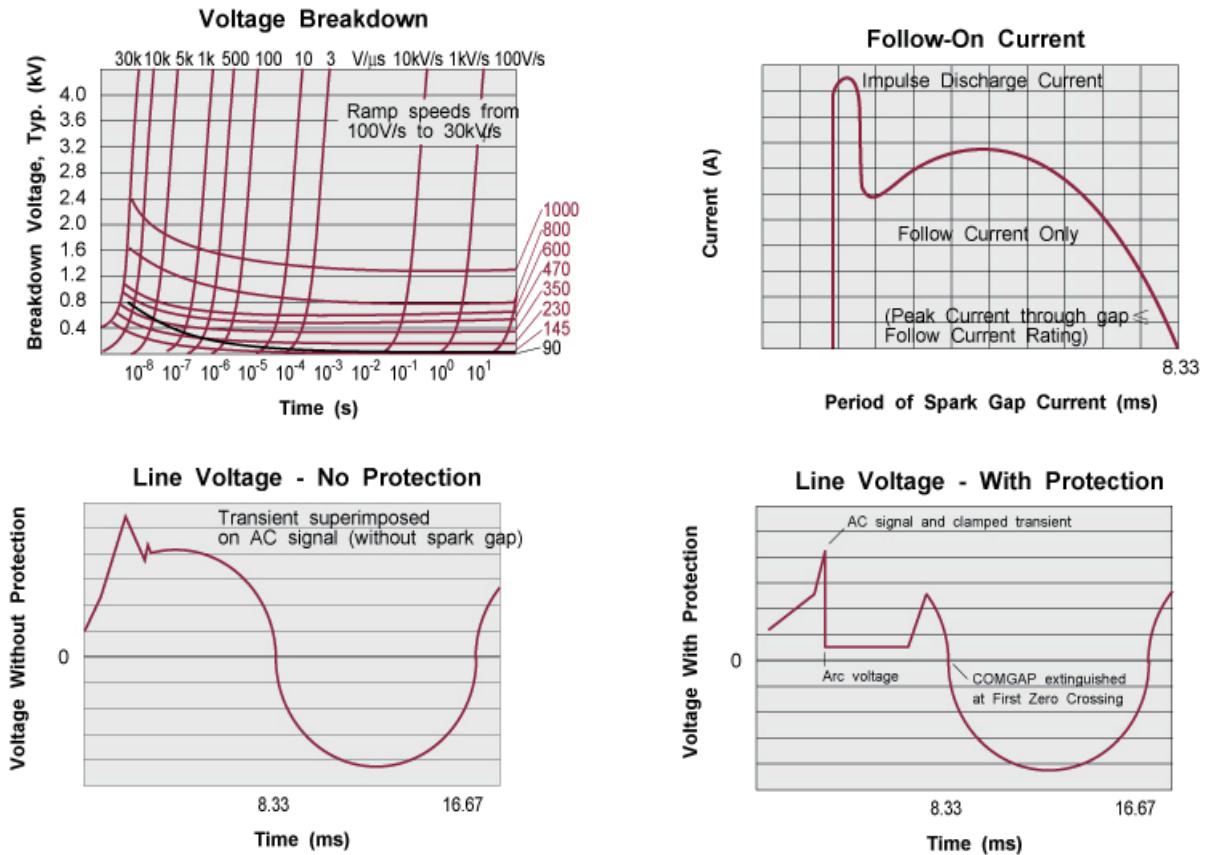 Voltage Breakdown
30k 10k 5k 1k 500 100 10 3 V/μs 10kV/s 1kV/s 100V/s
Ramp speeds from
100V/s to 30kV/μs
Breakdown Voltage, Typ. (kV)
4.0
3.6
3.2
2.8
2.4
2.0
1.6
1.2
0.8
0.4
1000
800
600
470
350
230
145
90
10⁻⁸ 10⁻⁷ 10⁻⁶ 10⁻⁵ 10⁻⁴ 10⁻³ 10⁻² 10⁻¹ 10⁰ 10¹
Time (s)
Follow-On Current
Impulse Discharge Current
Current (A)
Follow Current Only
(Peak Current through gap ≤
Follow Current Rating)
8.33
Period of Spark Gap Current (ms)
Line Voltage - No Protection
Transient superimposed
on AC signal (without spark gap)
Voltage Without Protection
0
8.33 16.67
Time (ms)
Line Voltage - With Protection
AC signal and clamped transient
Voltage With Protection
0
Arc voltage
COMGAP extinguished
at First Zero Crossing
8.33 16.67
Time (ms)